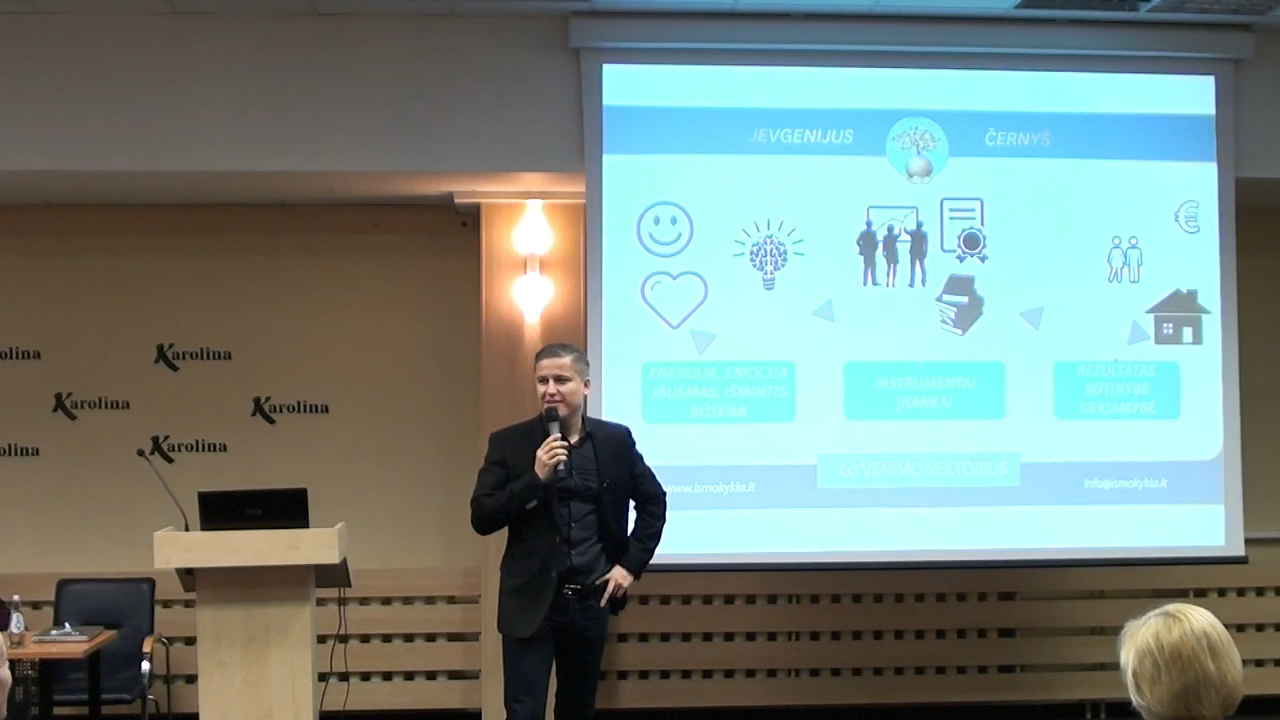 JEVGENIJUS ČERNYŠ
ENERGIJA, EMOCIJA
JAUSMAS, IŠMINTIS
BŪSENA
INSTRUMENTAI
ĮRANKAI
REZULTATAS
BŪTINYBĖ
SIEKIAMYBĖ
GYVENIMO VEKTORIUS
www.ismokykla.lt
info@ismokykla.lt
olina
Karolina
Karolina
Karolina
olina
Karolina